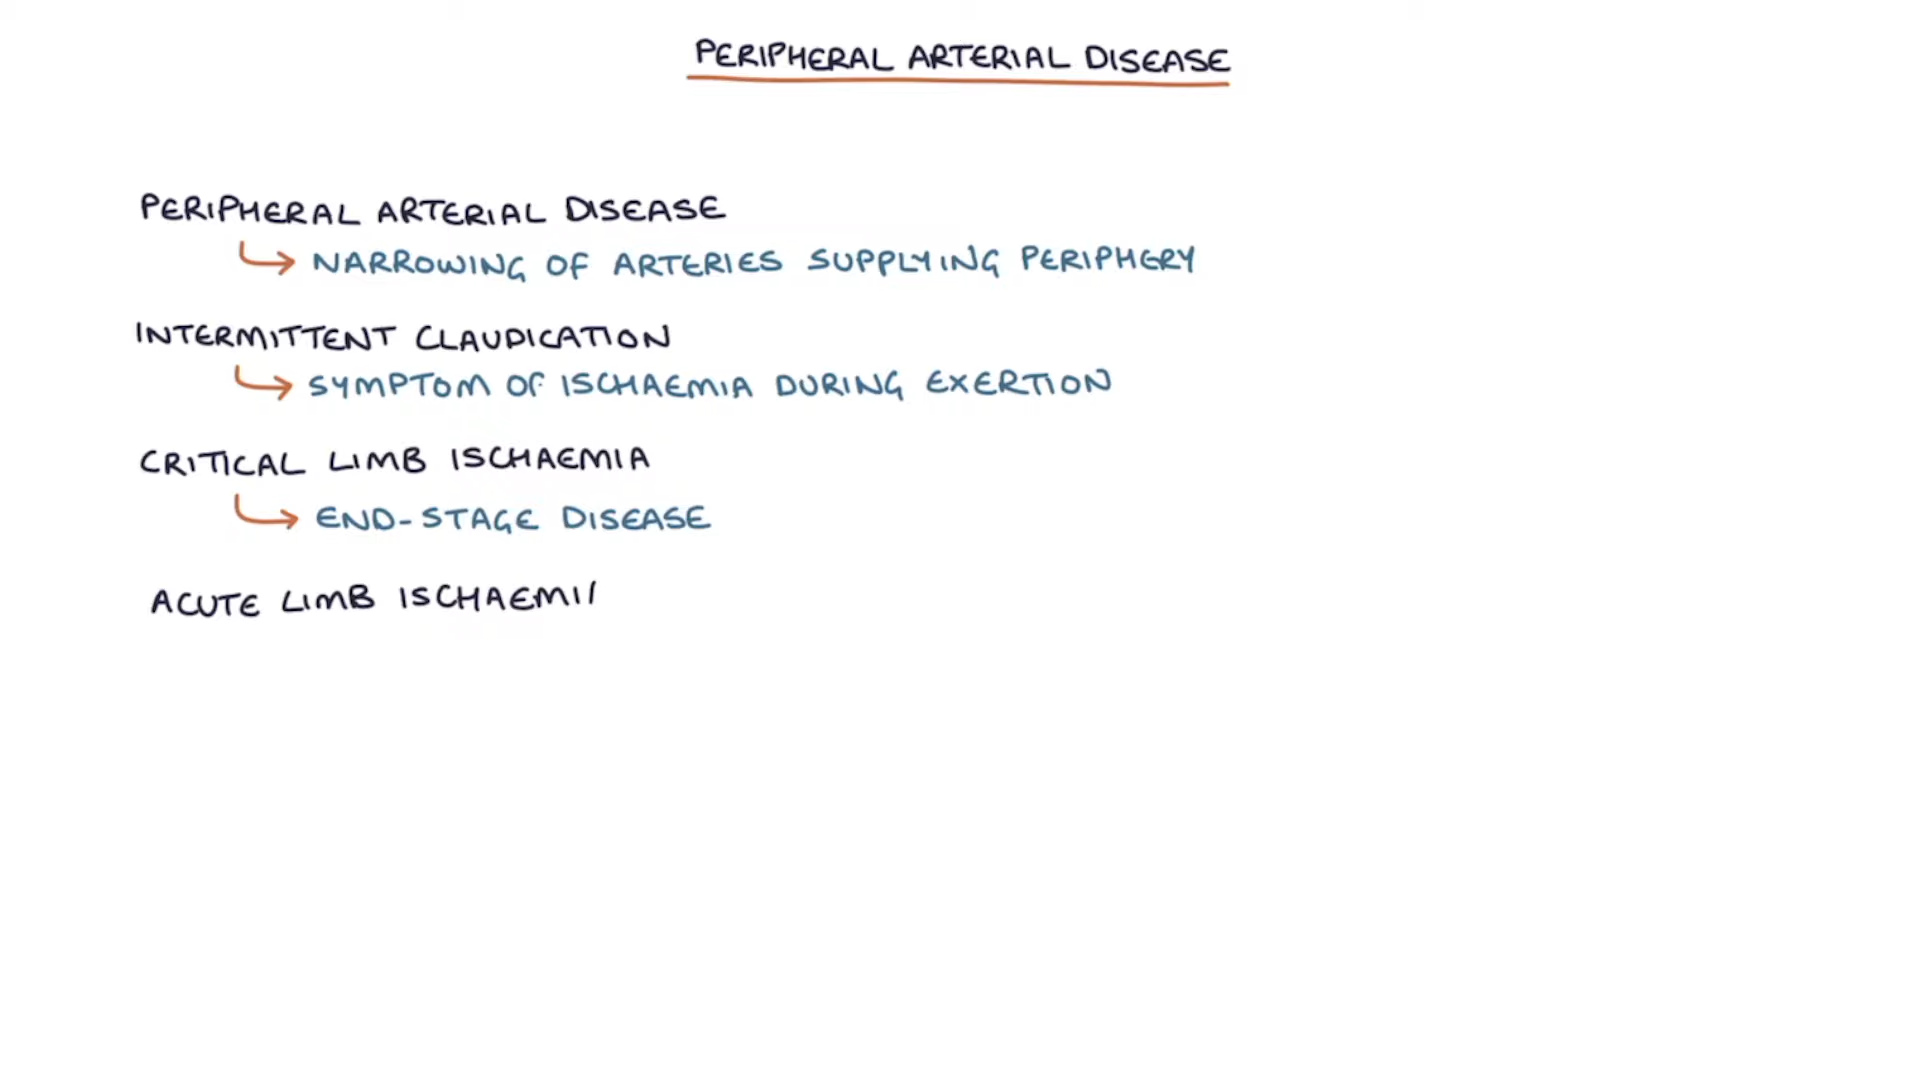 PERIPHERAL ARTERIAL DISEASE
PERIPHERAL ARTERIAL DISEASE
NARROWING OF ARTERIES SUPPLYING PERIPHERY
INTERMITTENT CLAUDICATION
SYMPTOM OF ISCHAEMIA DURING EXERTION
CRITICAL LIMB ISCHAEMIA
END-STAGE DISEASE
ACUTE LIMB ISCHAEMI/